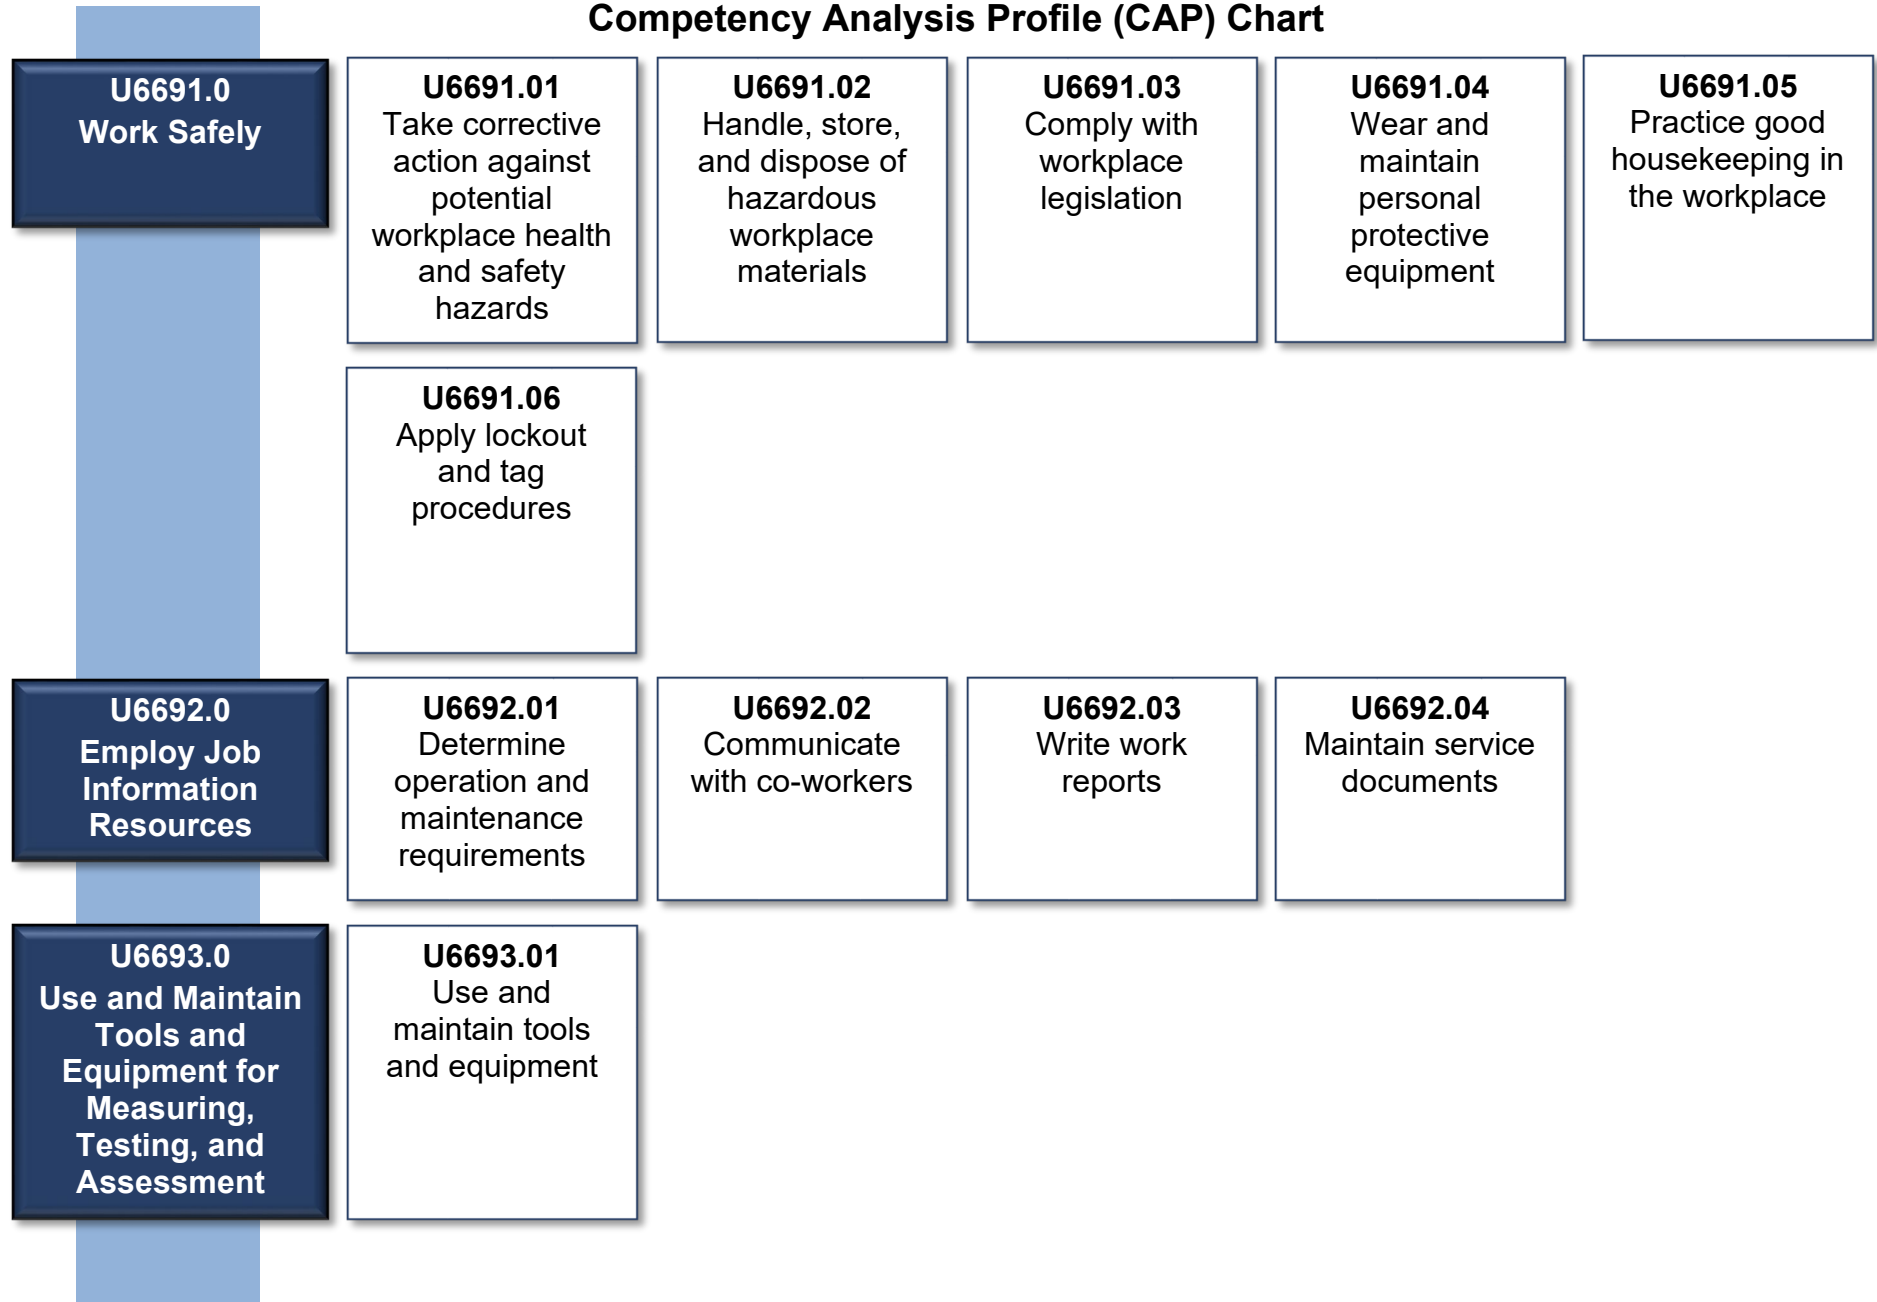 Competency Analysis Profile (CAP) Chart
U6691.0
Work Safely
U6691.01
Take corrective
action against
potential
workplace health
and safety
hazards
U6691.02
Handle, store,
and dispose of
hazardous
workplace
materials
U6691.03
Comply with
workplace
legislation
U6691.04
Wear and
maintain
personal
protective
equipment
U6691.05
Practice good
housekeeping in
the workplace
U6691.06
Apply lockout
and tag
procedures
U6692.0
Employ Job
Information
Resources
U6692.01
Determine
operation and
maintenance
requirements
U6692.02
Communicate
with co-workers
U6692.03
Write work
reports
U6692.04
Maintain service
documents
U6693.0
Use and Maintain
Tools and
Equipment for
Measuring,
Testing, and
Assessment
U6693.01
Use and
maintain tools
and equipment